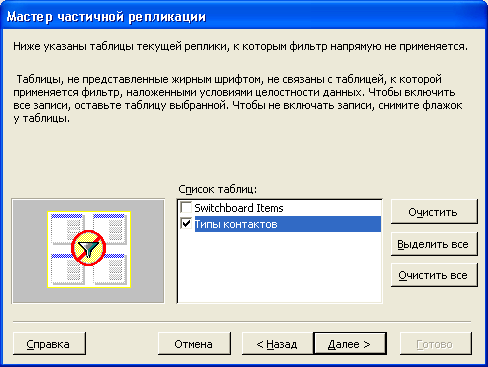 Мастер частичной репликации
Ниже указаны таблицы текущей реплики, к которым фильтр напрямую не применяется.
Таблицы, не представленные жирным шрифтом, не связаны с таблицей, к которой
применяется фильтр, наложенными условиями целостности данных. Чтобы включить
все записи, оставьте таблицу выбранной. Чтобы не включать записи, снимите флажок
у таблицы.
Список таблиц:
Switchboard Items
Типы контактов
Очистить
Выделить все
Очистить все
Справка
Отмена
< Назад
Далее >
Готово